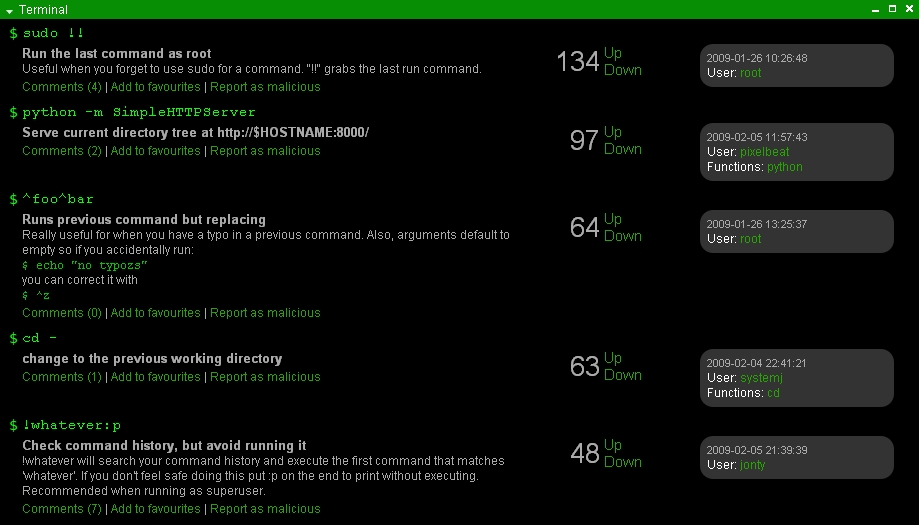 Terminal
$ sudo !!
Run the last command as root
Useful when you forget to use sudo for a command. "!!" grabs the last run command.
Comments (4) | Add to favourites | Report as malicious
134 Up
Down
2009-01-26 10:26:48
User: root
$ python -m SimpleHTTPServer
Serve current directory tree at http://$HOSTNAME:8000/
Comments (2) | Add to favourites | Report as malicious
97 Up
Down
2009-02-05 11:57:43
User: pixelbeat
Functions: python
$ ^foo^bar
Runs previous command but replacing
Really useful for when you have a typo in a previous command. Also, arguments default to
empty so if you accidentally run:
$ echo "no typozs"
you can correct it with
$ ^z
Comments (0) | Add to favourites | Report as malicious
64 Up
Down
2009-01-26 13:25:37
User: root
$ cd -
change to the previous working directory
Comments (1) | Add to favourites | Report as malicious
63 Up
Down
2009-02-04 22:41:21
User: systemj
Functions: cd
$ !whatever:p
Check command history, but avoid running it
!whatever will search your command history and execute the first command that matches
'whatever'. If you don't feel safe doing this put :p on the end to print without executing.
Recommended when running as superuser.
Comments (7) | Add to favourites | Report as malicious
48 Up
Down
2009-02-05 21:39:39
User: jonty